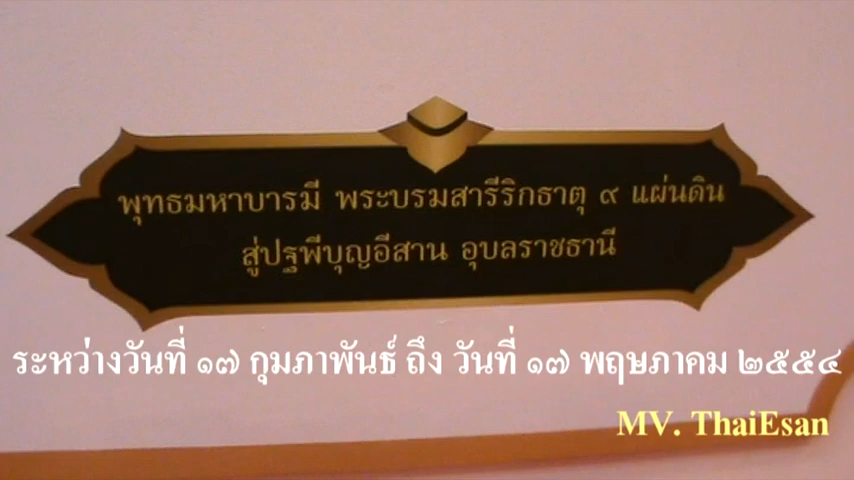 พุทธมหาบารมี พระบรมสารีริกธาตุ ๙ แผ่นดิน
สู่ปฐพีบุญอีสาน อุบลราชธานี
ระหว่างวันที่ ๑๗ กุมภาพันธ์ ถึง วันที่ ๑๗ พฤษภาคม ๒๕๕๔
MV. ThaiEsan